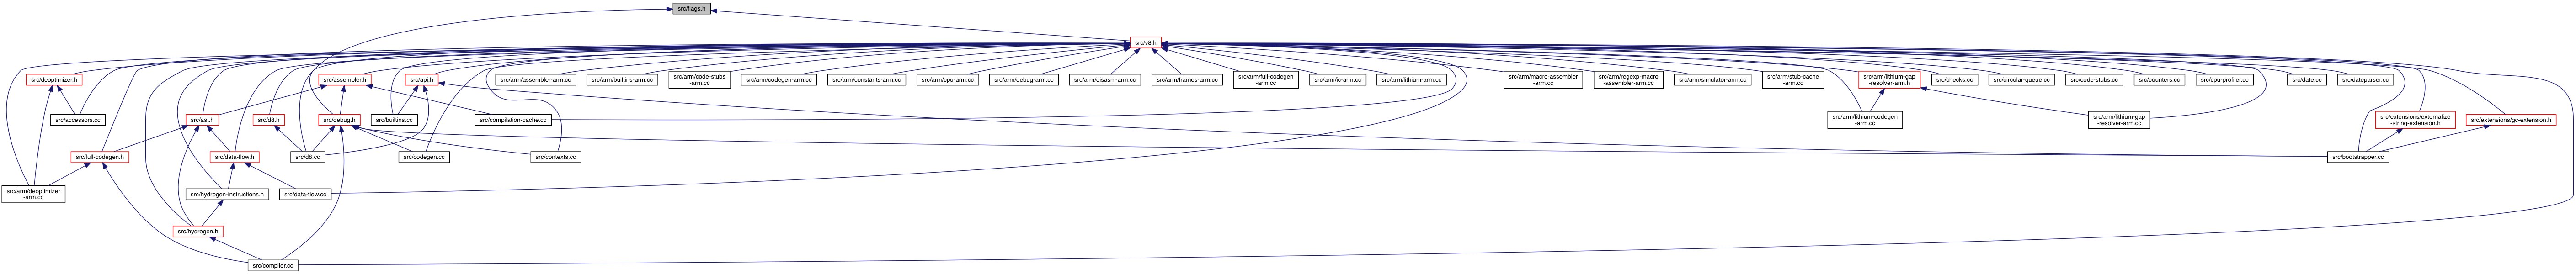 src/flags.h
src/v8.h
src/deoptimizer.h
src/assembler.h
src/api.h
src/arm/assembler-arm.cc
src/arm/builtins-arm.cc
src/arm/code-stubs
-arm.cc
src/arm/codegen-arm.cc
src/arm/constants-arm.cc
src/arm/cpu-arm.cc
src/arm/debug-arm.cc
src/arm/disasm-arm.cc
src/arm/frames-arm.cc
src/arm/full-codegen
-arm.cc
src/arm/ic-arm.cc
src/arm/lithium-arm.cc
src/arm/macro-assembler
-arm.cc
src/arm/regexp-macro
-assembler-arm.cc
src/arm/simulator-arm.cc
src/arm/stub-cache
-arm.cc
src/arm/lithium-gap
-resolver-arm.h
src/checks.cc
src/circular-queue.cc
src/code-stubs.cc
src/counters.cc
src/cpu-profiler.cc
src/date.cc
src/dateparser.cc
src/accessors.cc
src/ast.h
src/d8.h
src/debug.h
src/builtins.cc
src/compilation-cache.cc
src/arm/lithium-codegen
-arm.cc
src/arm/lithium-gap
-resolver-arm.cc
src/extensions/externalize
-string-extension.h
src/extensions/gc-extension.h
src/full-codegen.h
src/data-flow.h
src/d8.cc
src/codegen.cc
src/contexts.cc
src/bootstrapper.cc
src/arm/deoptimizer
-arm.cc
src/hydrogen-instructions.h
src/data-flow.cc
src/hydrogen.h
src/compiler.cc